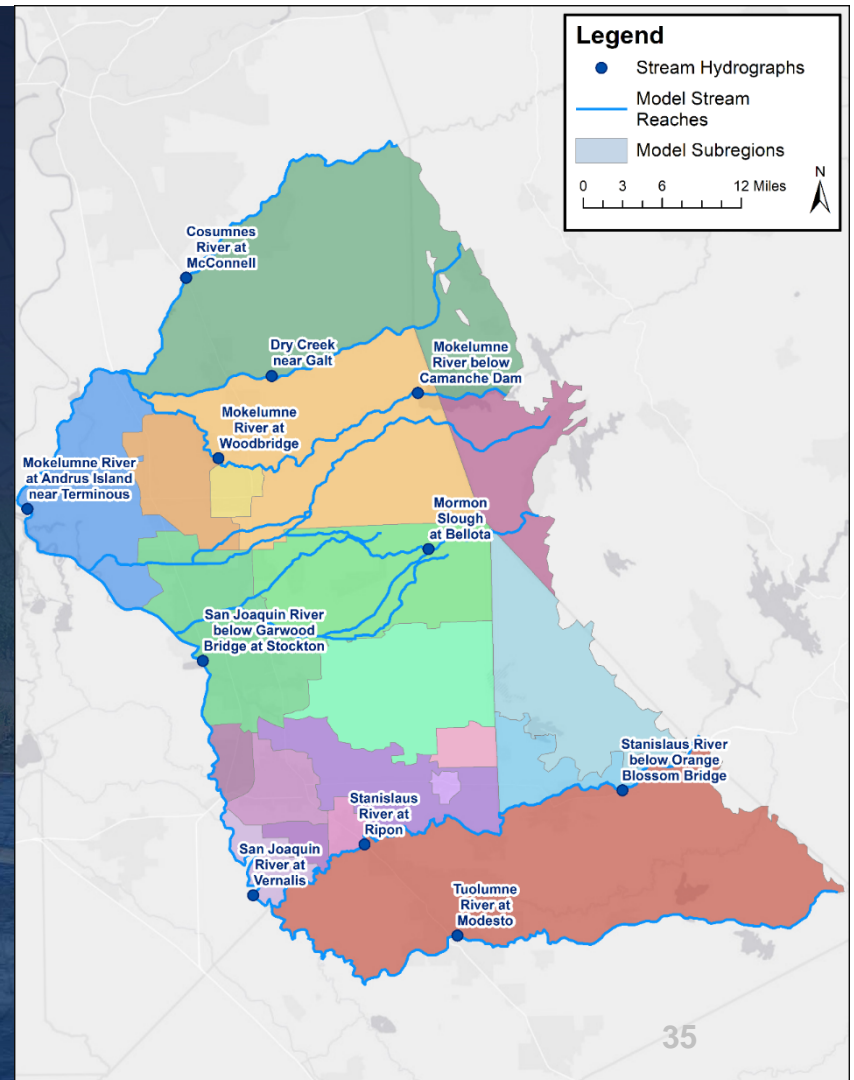 Legend
Stream Hydrographs
Model Stream
Reaches
Model Subregions
N
0 3 6 12 Miles
Cosumnes
River at
McConnell
Dry Creek
near Galt
Mokelumne
River below
Camanche Dam
Mokelumne
River at
Woodbridge
Mokelumne River
at Andrus Island
near Terminous
Mormon
Slough
at Bellota
San Joaquin River
below Garwood
Bridge at Stockton
Stanislaus River
below Orange
Blossom Bridge
Stanislaus
River at
Ripon
San Joaquin
River at
Vernalis
Tuolumne
River at
Modesto
35